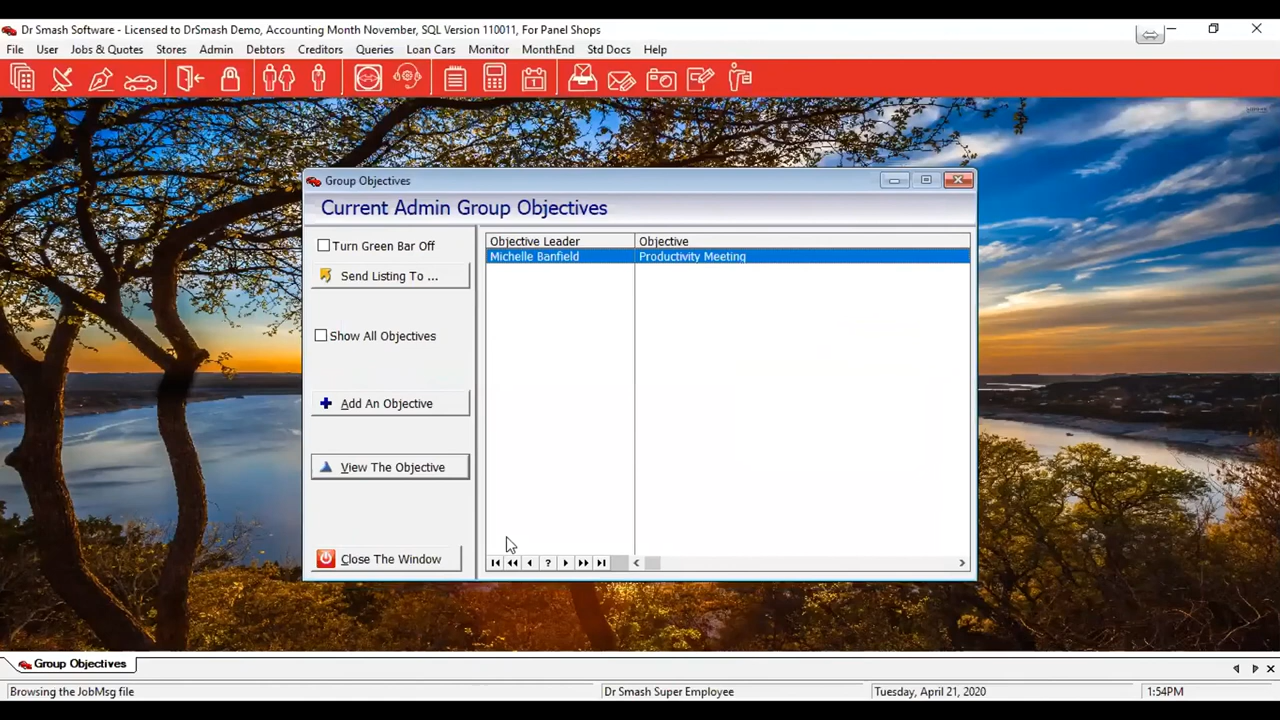 Dr Smash Software - Licensed to DrSmash Demo, Accounting Month November, SQL Version 110011, For Panel Shops
File User Jobs & Quotes Stores Admin Debtors Creditors Queries Loan Cars Monitor MonthEnd Std Docs Help
Group Objectives
Current Admin Group Objectives
Turn Green Bar Off
Send Listing To ...
Show All Objectives
Add An Objective
View The Objective
Close The Window
Objective Leader Objective
Michelle Banfield Productivity Meeting
Group Objectives
Browsing the JobMsg file Dr Smash Super Employee Tuesday, April 21, 2020 1:54PM